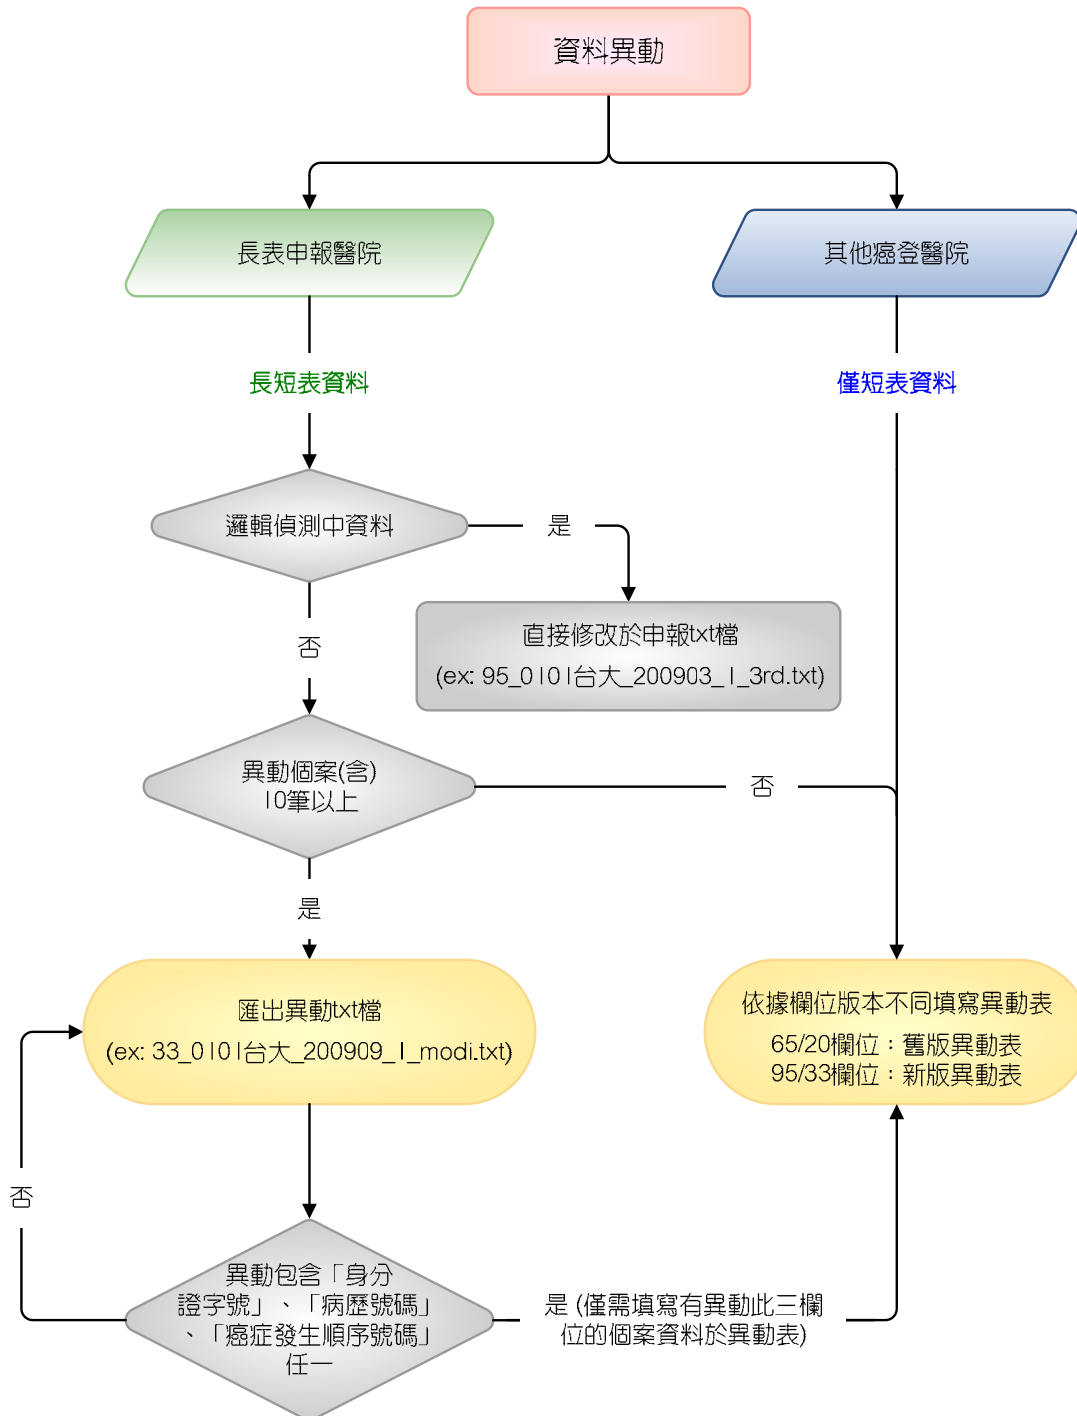 資料異動
長表申報醫院
其他癌登醫院
長短表資料
僅短表資料
邏輯偵測中資料
是
直接修改於申報txt檔
(ex: 95_0101台大_200903_1_3rd.txt)
否
異動個案(含)
10筆以上
否
是
匯出異動txt檔
(ex: 33_0101台大_200909_1_modi.txt)
依據欄位版本不同填寫異動表
65/20欄位：舊版異動表
95/33欄位：新版異動表
否
異動包含「身分
證字號」、「病歷號碼」
、「癌症發生順序號碼」
任一
是 (僅需填寫有異動此三欄
位的個案資料於異動表)